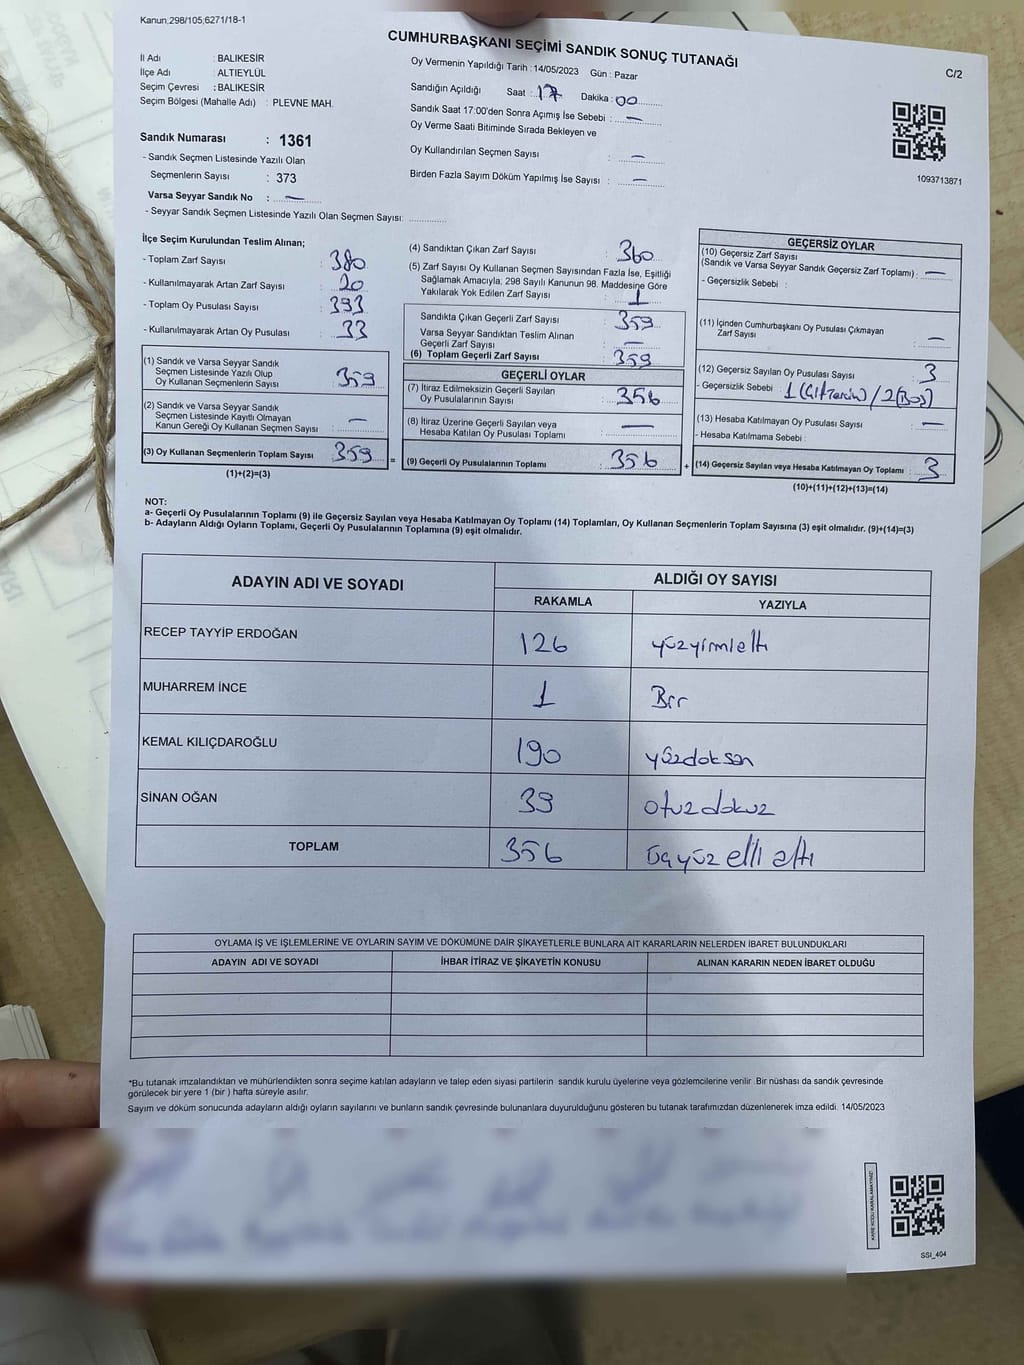 Kanun:298/105;6271/18-1
CUMHURBAŞKANI SEÇİMİ SANDIK SONUÇ TUTANAĞI
C/2
İl Adı : BALIKESİR
İlçe Adı : ALTIEYLÜL
Seçim Çevresi : BALIKESİR
Seçim Bölgesi (Mahalle Adı) : PLEVNE MAH.
Sandık Numarası : 1361
- Sandık Seçmen Listesinde Yazılı Olan
Seçmenlerin Sayısı : 373
Varsa Seyyar Sandık No : —
- Seyyar Sandık Seçmen Listesinde Yazılı Olan Seçmen Sayısı: ............
Oy Vermenin Yapıldığı Tarih : 14/05/2023 Gün : Pazar
Sandığın Açıldığı Saat : 17 Dakika : 00
Sandık Saat 17:00'den Sonra Açımış İse Sebebi : —
Oy Verme Saati Bitiminde Sırada Bekleyen ve
Oy Kullandırılan Seçmen Sayısı : —
Birden Fazla Sayım Döküm Yapılmış İse Sayısı : —
1093713871
İlçe Seçim Kurulundan Teslim Alınan;
- Toplam Zarf Sayısı : 380
- Kullanılmayarak Artan Zarf Sayısı : 20
- Toplam Oy Pusulası Sayısı : 393
- Kullanılmayarak Artan Oy Pusulası : 33
(1) Sandık ve Varsa Seyyar Sandık
Seçmen Listesinde Yazılı Olup
Oy Kullanan Seçmenlerin Sayısı : 359
(2) Sandık ve Varsa Seyyar Sandık
Seçmen Listesinde Kayıtlı Olmayan
Kanun Gereği Oy Kullanan Seçmen Sayısı : —
(3) Oy Kullanan Seçmenlerin Toplam Sayısı : 359 =
(1)+(2)=(3)
(4) Sandıktan Çıkan Zarf Sayısı : 360
(5) Zarf Sayısı Oy Kullanan Seçmen Sayısından Fazla İse, Eşitliği
Sağlamak Amacıyla, 298 Sayılı Kanunun 98. Maddesine Göre
Yakılarak Yok Edilen Zarf Sayısı : 1
Sandıkta Çıkan Geçerli Zarf Sayısı : 359
Varsa Seyyar Sandıktan Teslim Alınan
Geçerli Zarf Sayısı : —
(6) Toplam Geçerli Zarf Sayısı : 359
GEÇERLİ OYLAR
(7) İtiraz Edilmeksizin Geçerli Sayılan
Oy Pusulalarının Sayısı : 356
(8) İtiraz Üzerine Geçerli Sayılan veya
Hesaba Katılan Oy Pusulası Toplamı : —
(9) Geçerli Oy Pusulalarının Toplamı : 356 +
GEÇERSİZ OYLAR
(10) Geçersiz Zarf Sayısı
(Sandık ve Varsa Seyyar Sandık Geçersiz Zarf Toplamı) : —
- Geçersizlik Sebebi :
(11) İçinden Cumhurbaşkanı Oy Pusulası Çıkmayan
Zarf Sayısı : —
(12) Geçersiz Sayılan Oy Pusulası Sayısı : 3
- Geçersizlik Sebebi : 1 (Çift Tercih) / 2 (Boş)
(13) Hesaba Katılmayan Oy Pusulası Sayısı : —
- Hesaba Katılmama Sebebi :
(14) Geçersiz Sayılan veya Hesaba Katılmayan Oy Toplamı : 3
(10)+(11)+(12)+(13)=(14)
NOT:
a- Geçerli Oy Pusulalarının Toplamı (9) ile Geçersiz Sayılan veya Hesaba Katılmayan Oy Toplamı (14) Toplamları, Oy Kullanan Seçmenlerin Toplam Sayısına (3) eşit olmalıdır. (9)+(14)=(3)
b- Adayların Aldığı Oyların Toplamı, Geçerli Oy Pusulalarının Toplamına (9) eşit olmalıdır.
ADAYIN ADI VE SOYADI ALDIĞI OY SAYISI
RAKAMLA YAZIYLA
RECEP TAYYİP ERDOĞAN 126 yüzyirmialtı
MUHARREM İNCE 1 Bir
KEMAL KILIÇDAROĞLU 190 yüzdoksan
SİNAN OĞAN 39 otuzdokuz
TOPLAM 356 üçyüz elli altı
OYLAMA İŞ VE İŞLEMLERİNE VE OYLARIN SAYIM VE DÖKÜMÜNE DAİR ŞİKAYETLERLE BUNLARA AİT KARARLARIN NELERDEN İBARET BULUNDUKLARI
ADAYIN ADI VE SOYADI İHBAR İTİRAZ VE ŞİKAYETİN KONUSU ALINAN KARARIN NEDEN İBARET OLDUĞU
*Bu tutanak imzalandıktan ve mühürlendikten sonra seçime katılan adayların ve talep eden siyasi partilerin sandık kurulu üyelerine veya gözlemcilerine verilir. Bir nüshası da sandık çevresinde
görülecek bir yere 1 (bir ) hafta süreyle asılır.
Sayım ve döküm sonucunda adayların aldığı oyların sayılarını ve bunların sandık çevresinde bulunanlara duyurulduğunu gösteren bu tutanak tarafımızdan düzenlenerek imza edildi. 14/05/2023
KARE KODU KARALAMAYINIZ!
SSI_404